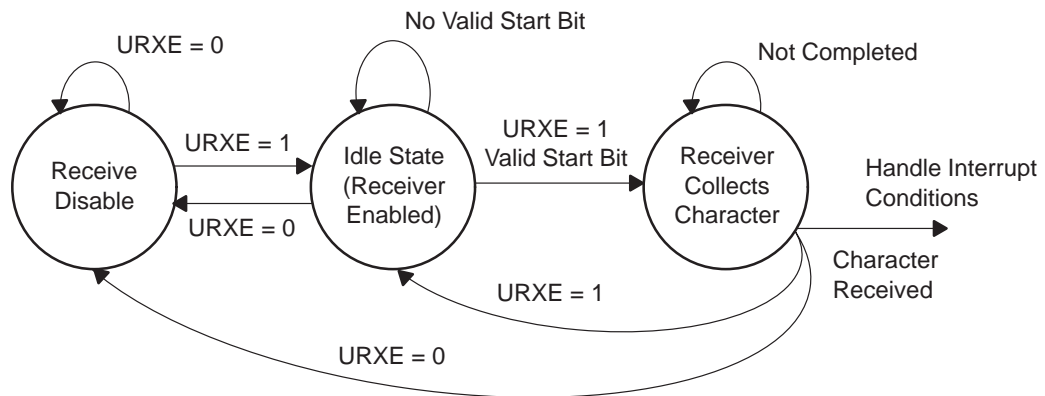 No Valid Start Bit
URXE = 0
Not Completed
URXE = 1
URXE = 1
Valid Start Bit
Receive
Disable
Idle State
(Receiver
Enabled)
Receiver
Collects
Character
Handle Interrupt
Conditions
URXE = 0
Character
Received
URXE = 1
URXE = 0